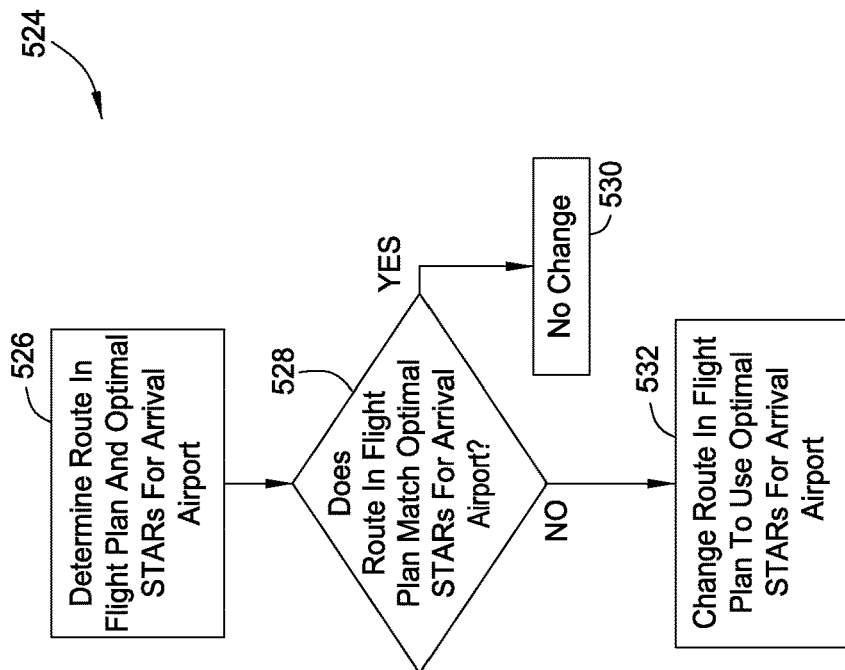 524
526
Determine Route In
Flight Plan And Optimal
STARs For Arrival
Airport
528
Does
Route In Flight
Plan Match Optimal
STARs For Arrival
Airport?
YES
No Change
530
NO
532
Change Route In Flight
Plan To Use Optimal
STARs For Arrival
Airport